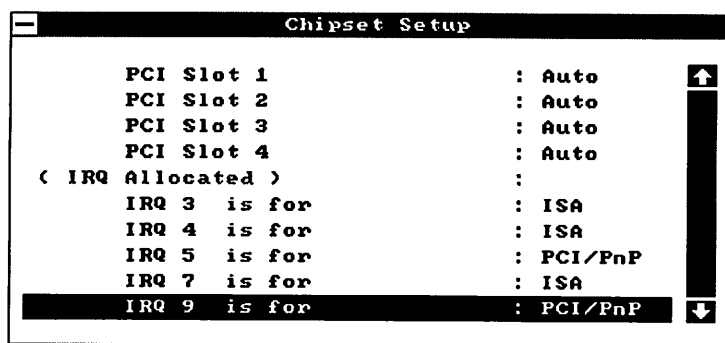 Chipset Setup
PCI Slot 1 : Auto
PCI Slot 2 : Auto
PCI Slot 3 : Auto
PCI Slot 4 : Auto
( IRQ Allocated ) :
IRQ 3 is for : ISA
IRQ 4 is for : ISA
IRQ 5 is for : PCI/PnP
IRQ 7 is for : ISA
IRQ 9 is for : PCI/PnP